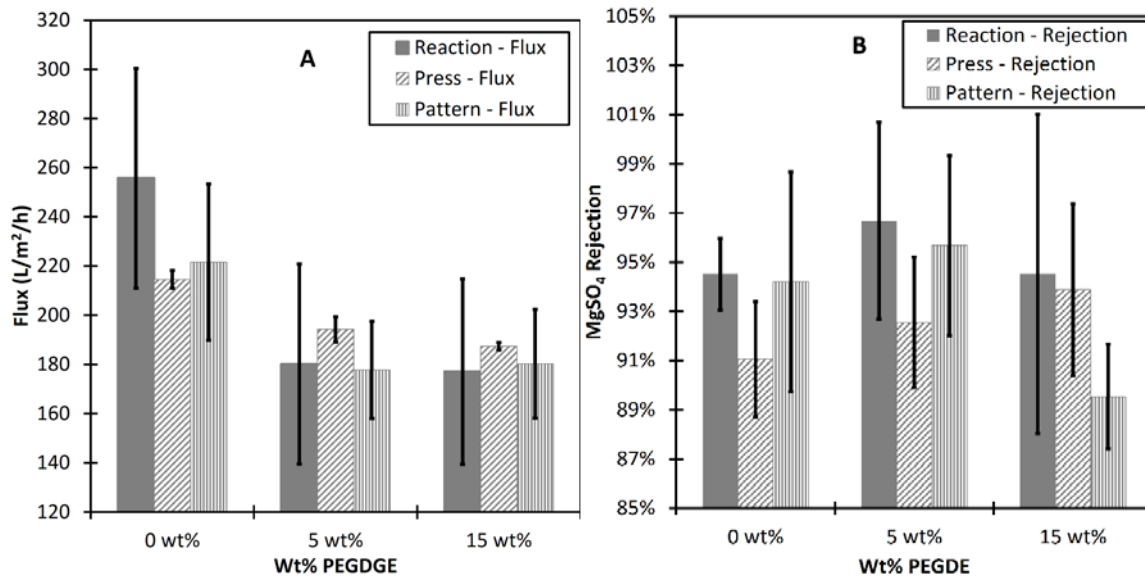 320
300
280
260
240
220
200
180
160
140
120
Flux (L/m²/h)
A
Reaction - Flux
Press - Flux
Pattern - Flux
0 wt%
5 wt%
15 wt%
Wt% PEGDGE
105%
103%
101%
99%
97%
95%
93%
91%
89%
87%
85%
MgSO₄ Rejection
B
Reaction - Rejection
Press - Rejection
Pattern - Rejection
0 wt%
5 wt%
15 wt%
Wt% PEGDE